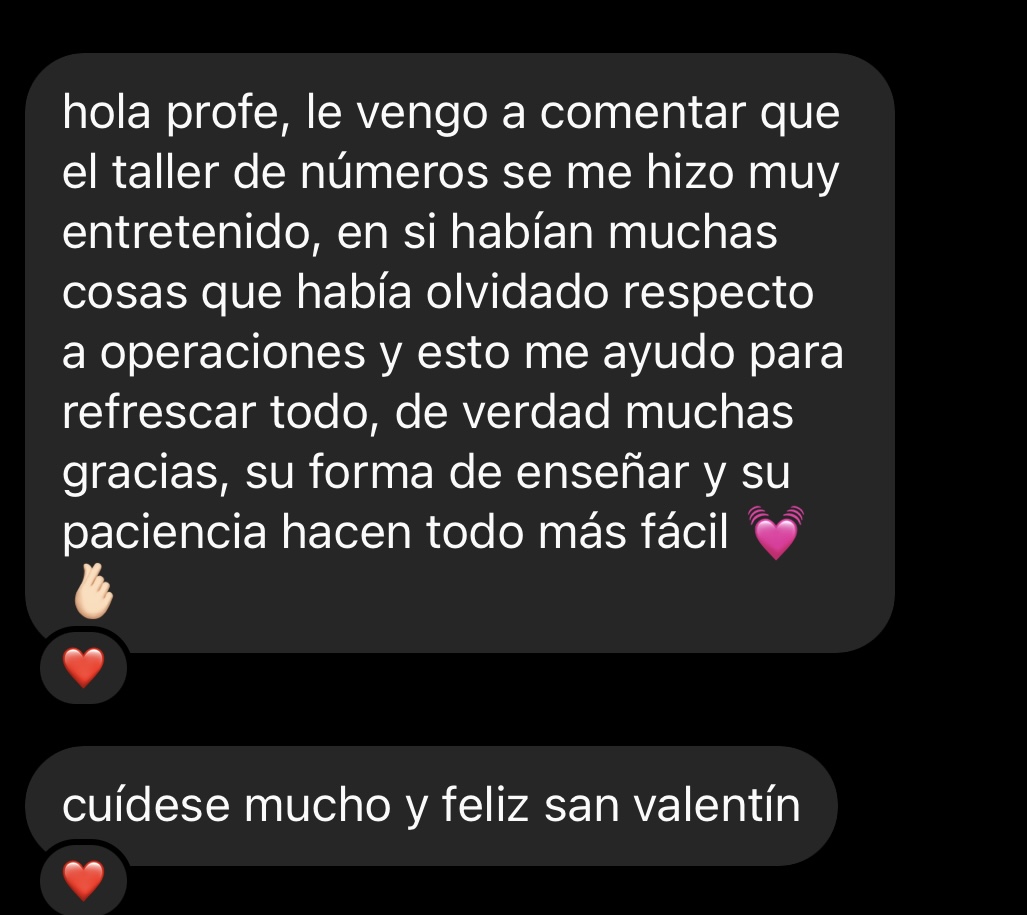 hola profe, le vengo a comentar que
el taller de números se me hizo muy
entretenido, en si habían muchas
cosas que había olvidado respecto
a operaciones y esto me ayudo para
refrescar todo, de verdad muchas
gracias, su forma de enseñar y su
paciencia hacen todo más fácil 💓
🫰🏻
❤️
cuídese mucho y feliz san valentín
❤️